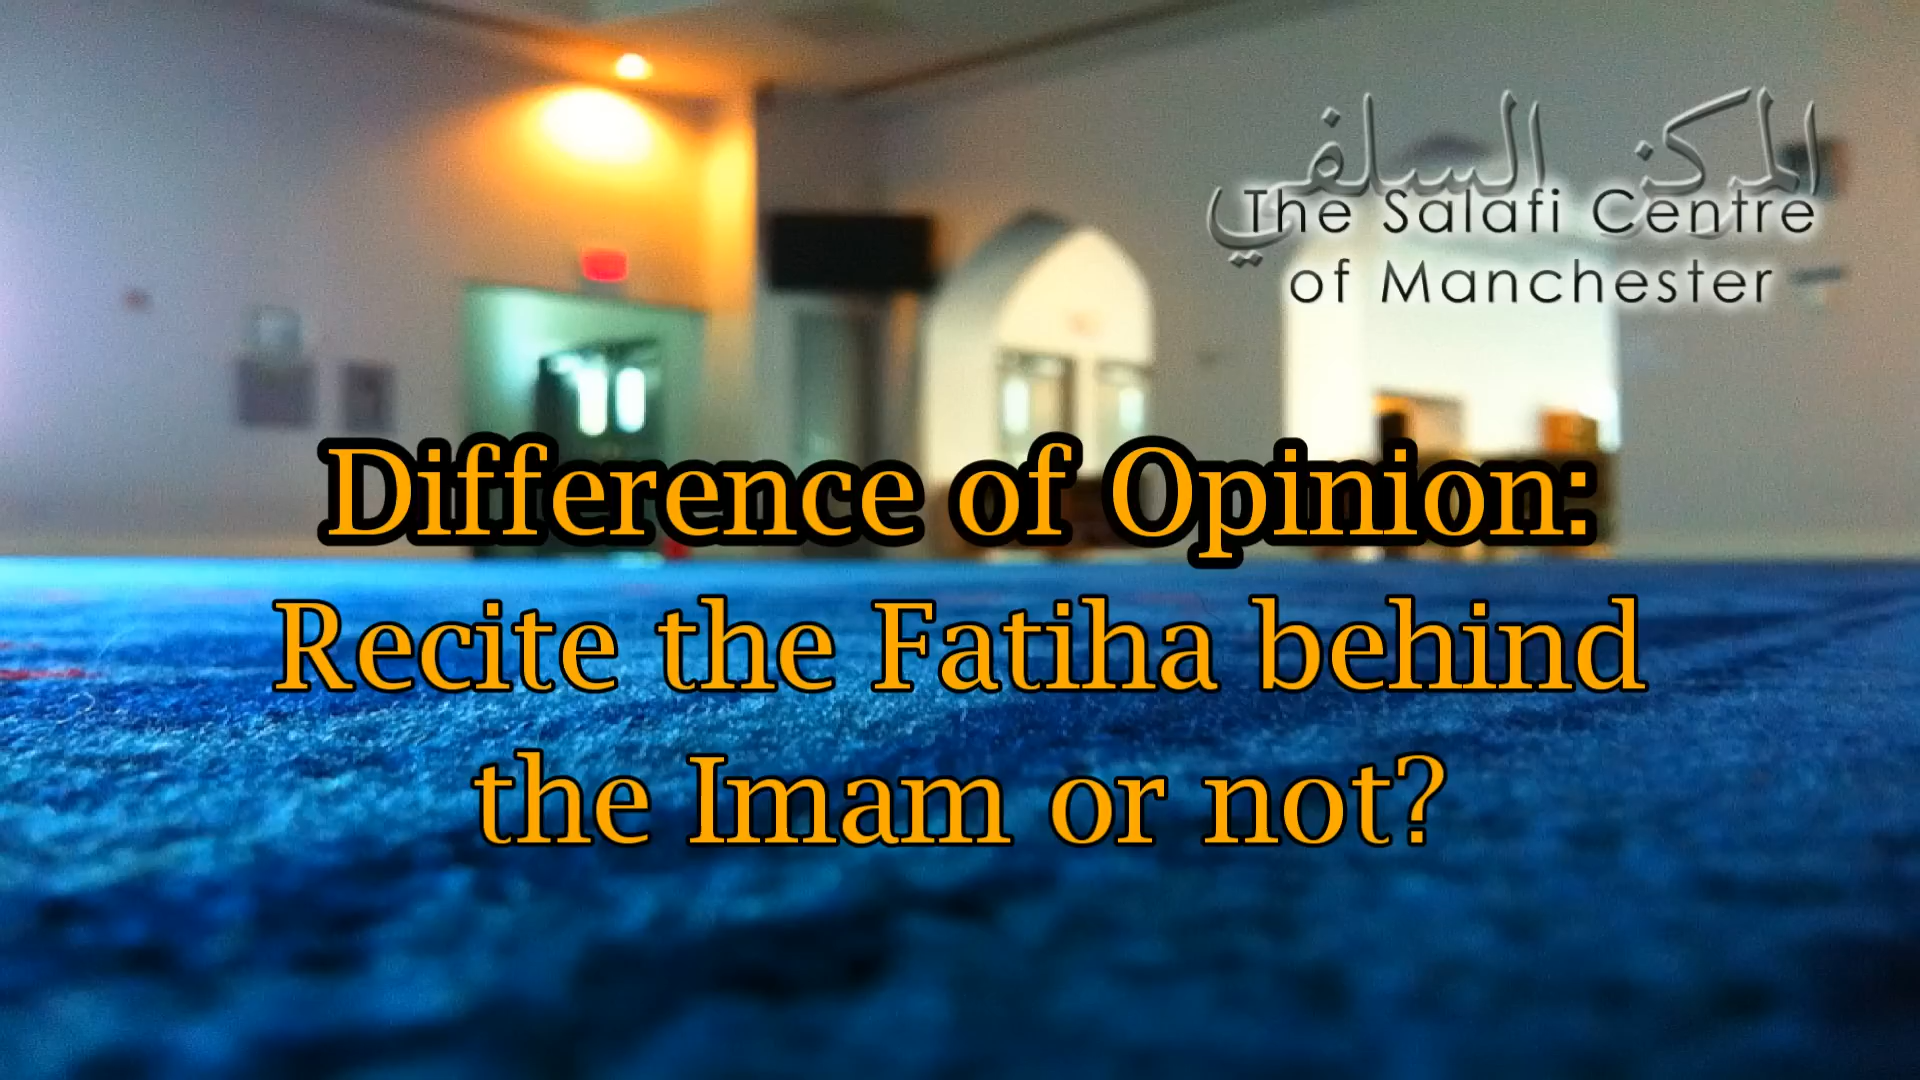 المركز السلفي
The Salafi Centre
of Manchester
Difference of Opinion:
Recite the Fatiha behind
the Imam or not?